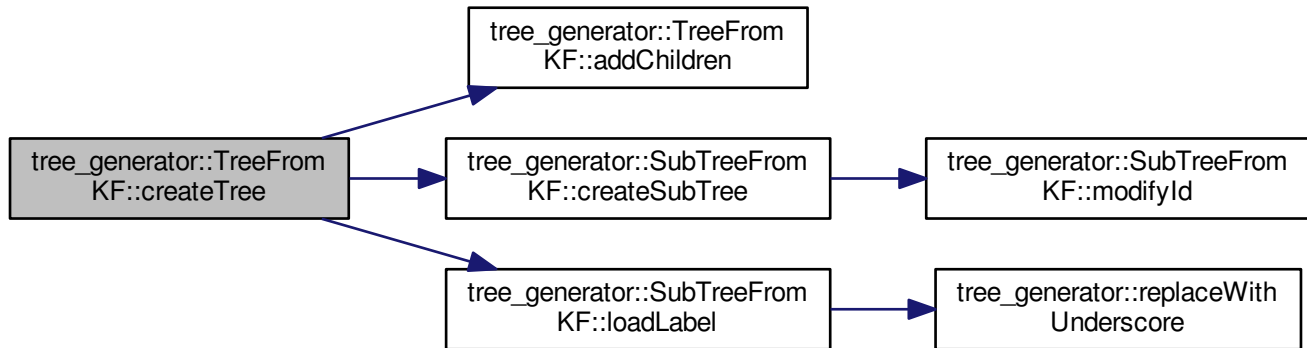 tree_generator::TreeFrom
KF::createTree
tree_generator::TreeFrom
KF::addChildren
tree_generator::SubTreeFrom
KF::createSubTree
tree_generator::SubTreeFrom
KF::modifyId
tree_generator::SubTreeFrom
KF::loadLabel
tree_generator::replaceWith
Underscore